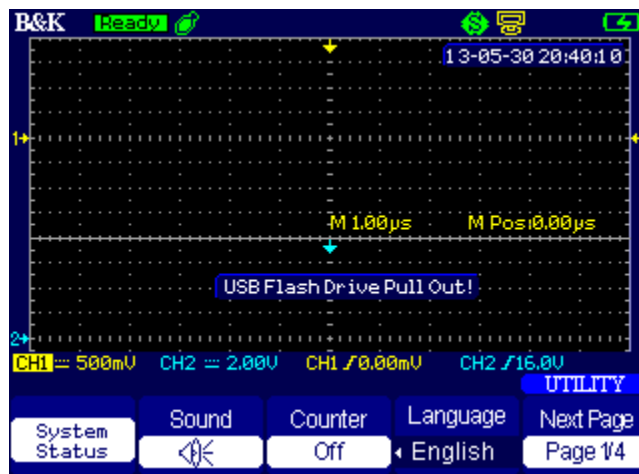 B&K Ready
13-05-30 20:40:10
1
M 1.00µs M Pos:0.00µs
USB Flash Drive Pull Out!
2
CH1 500mV CH2 2.00V CH1 0.00mV CH2 16.0V
UTILITY
System Status Sound Counter Off Language English Next Page Page 1/4